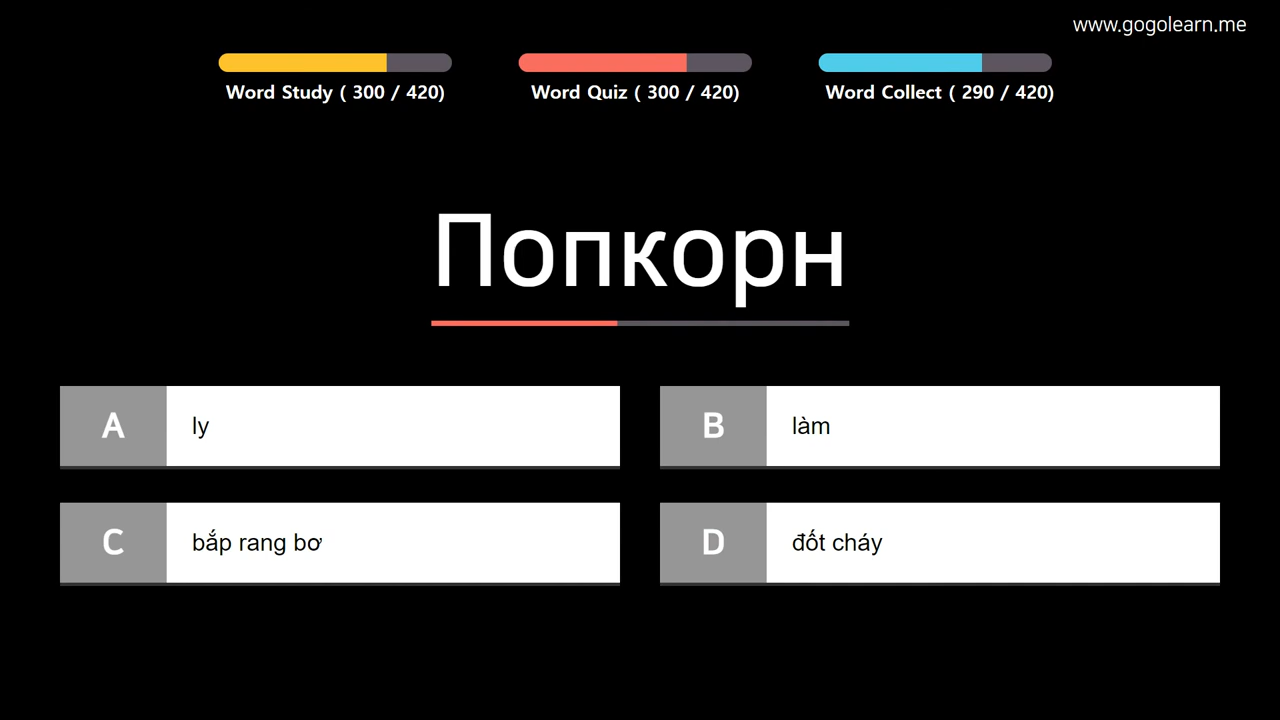 www.gogolearn.me
Word Study ( 300 / 420)
Word Quiz ( 300 / 420)
Word Collect ( 290 / 420)
Попкорн
A ly
B làm
C bắp rang bơ
D đốt cháy